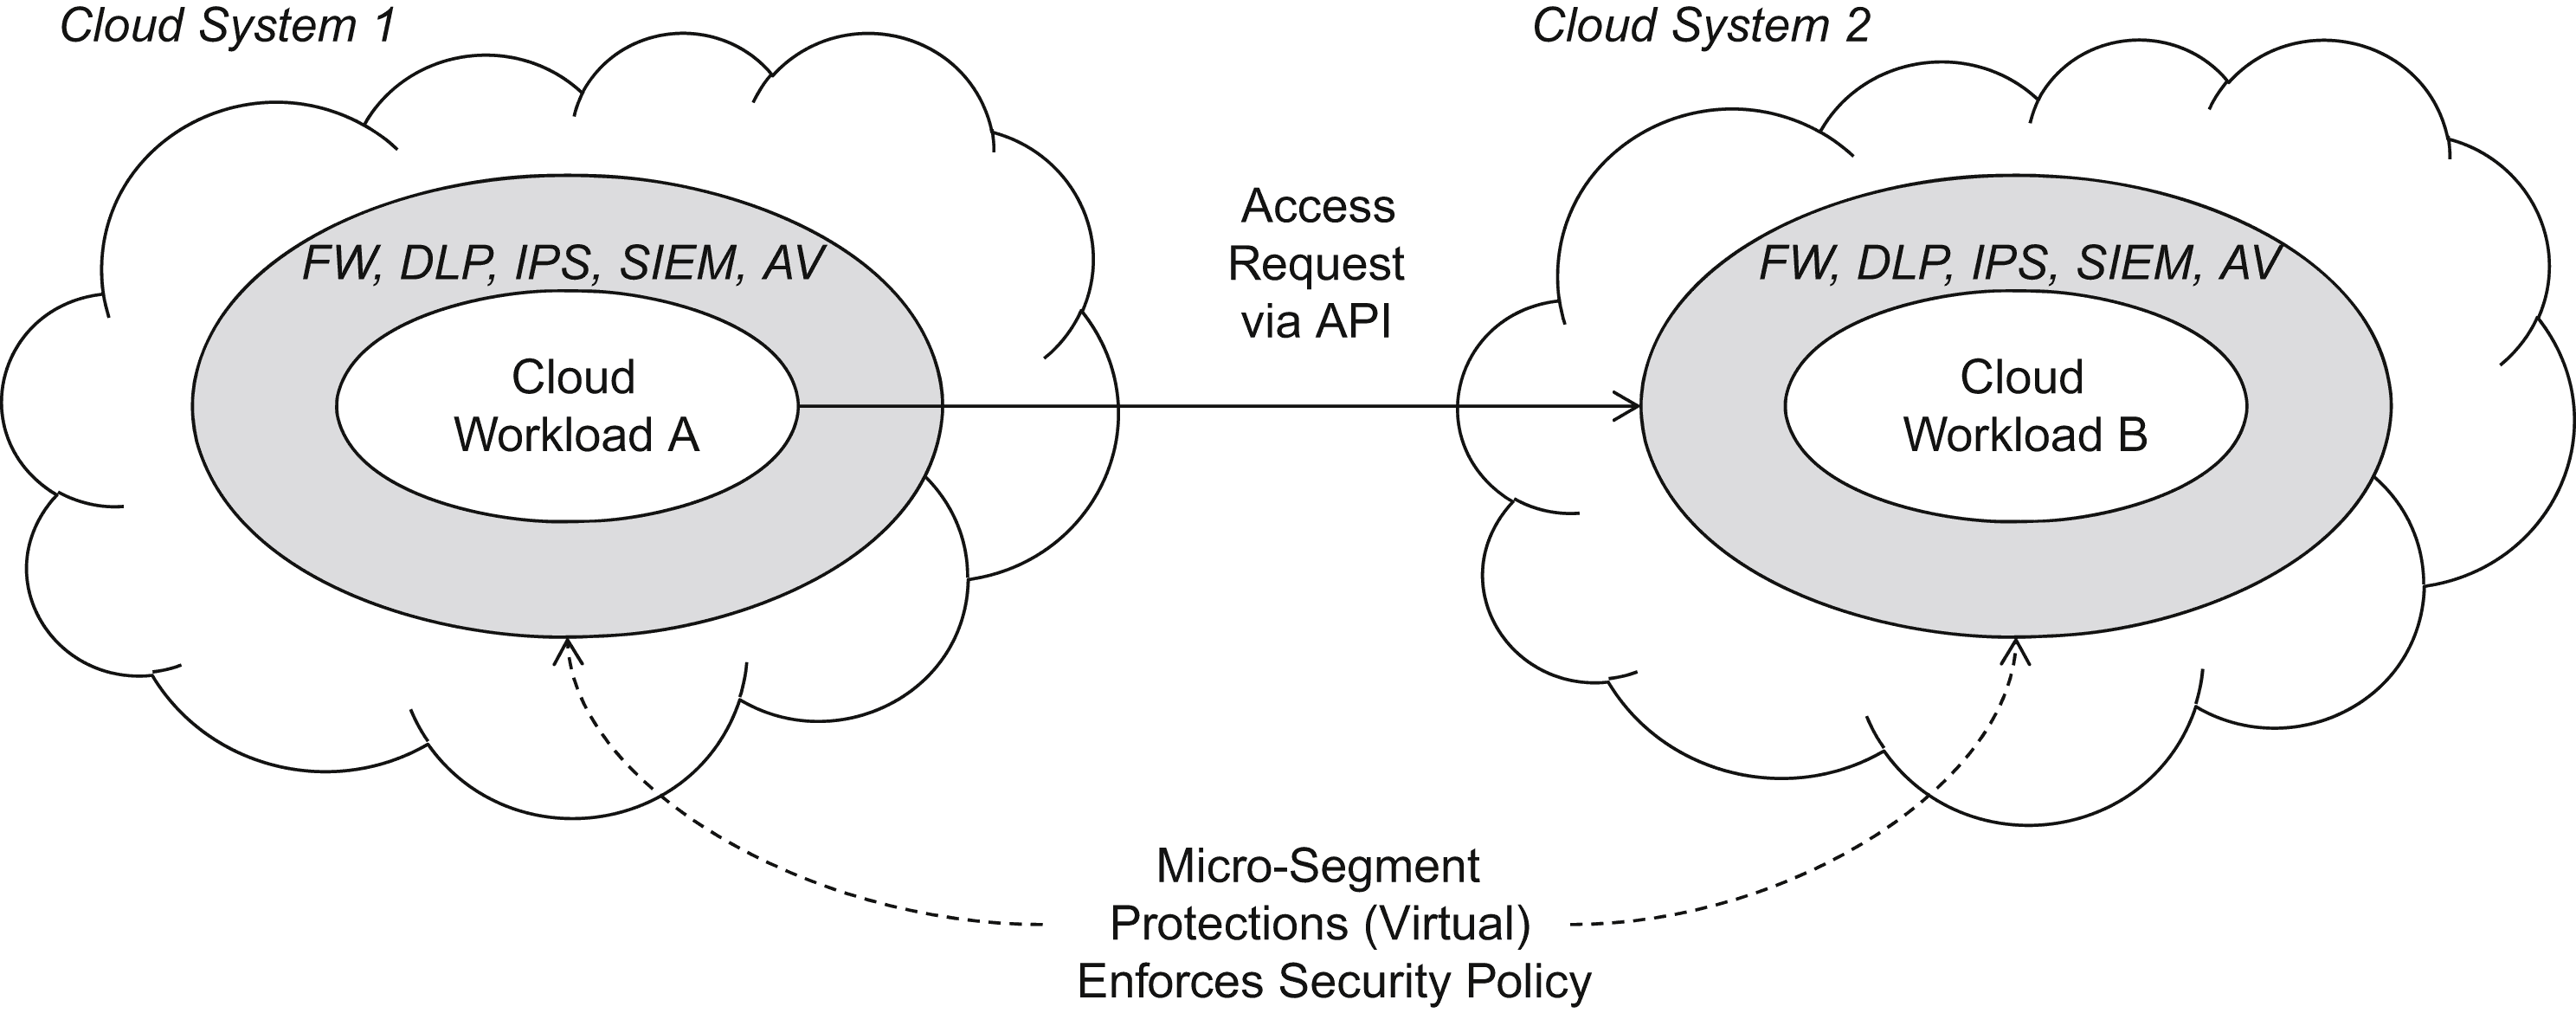 Cloud System 1
Cloud System 2
FW, DLP, IPS, SIEM, AV
Cloud
Workload A
Access
Request
via API
FW, DLP, IPS, SIEM, AV
Cloud
Workload B
Micro-Segment
Protections (Virtual)
Enforces Security Policy